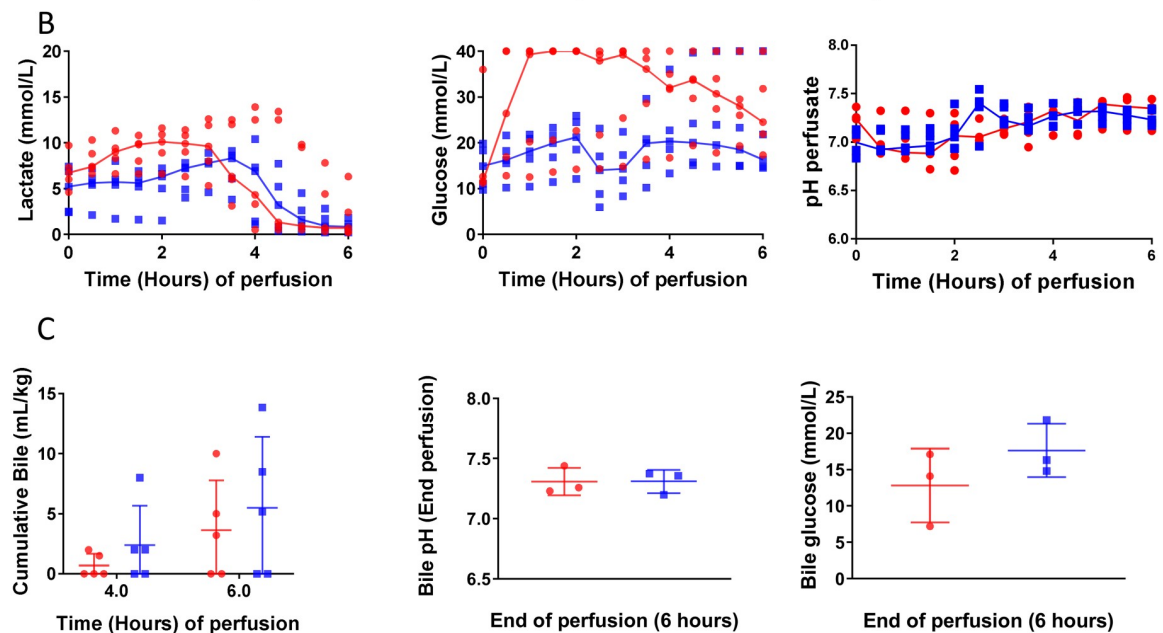 B
Lactate (mmol/L)
20
15
10
5
0
0 2 4 6
Time (Hours) of perfusion
Glucose (mmol/L)
40
30
20
10
0
0 2 4 6
Time (Hours) of perfusion
pH perfusate
8.0
7.5
7.0
6.5
6.0
0 2 4 6
Time (Hours) of perfusion
C
Cumulative Bile (mL/kg)
15
10
5
0
4.0 6.0
Time (Hours) of perfusion
Bile pH (End perfusion)
8.0
7.5
7.0
6.5
End of perfusion (6 hours)
Bile glucose (mmol/L)
25
20
15
10
5
0
End of perfusion (6 hours)